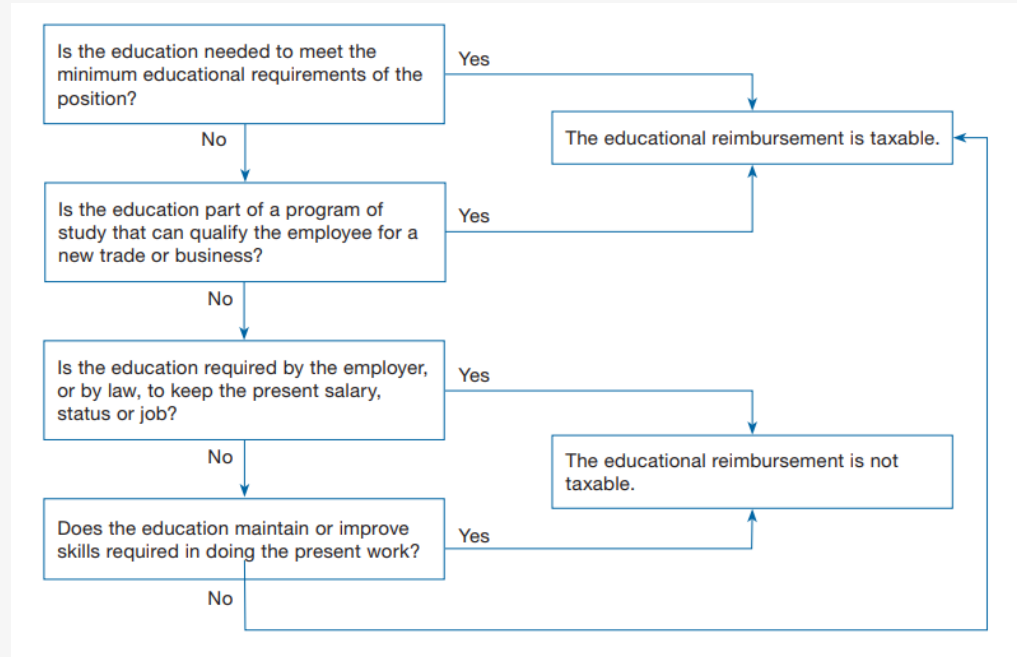 Is the education needed to meet the
minimum educational requirements of the
position?
Yes
The educational reimbursement is taxable.
No
Is the education part of a program of
study that can qualify the employee for a
new trade or business?
Yes
No
Is the education required by the employer,
or by law, to keep the present salary,
status or job?
Yes
The educational reimbursement is not
taxable.
No
Does the education maintain or improve
skills required in doing the present work?
Yes
No